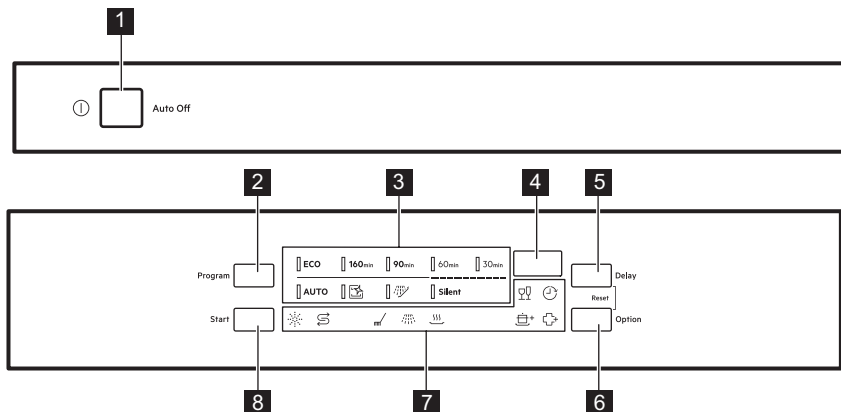 1
Auto Off
2 3 4 5
Program ECO 160min 90min 60min 30min Delay
AUTO Silent Reset
Start Option
8 7 6